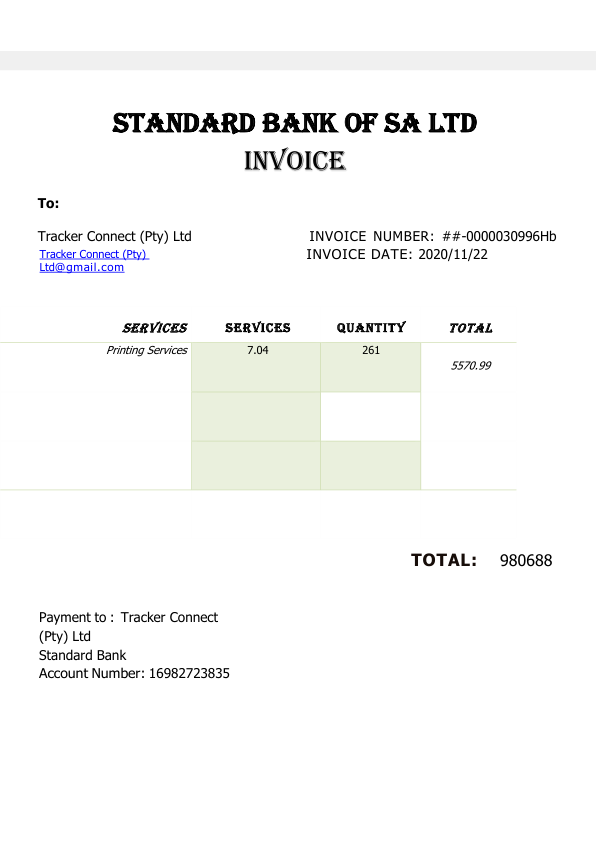 STANDARD BANK OF SA LTD
INVOICE
To:
Tracker Connect (Pty) Ltd
INVOICE NUMBER: ##-0000030996Hb
Tracker Connect (Pty)
Ltd@gmail.com
INVOICE DATE: 2020/11/22
SERVICES SERVICES QUANTITY TOTAL
Printing Services 7.04 261
5570.99
TOTAL: 980688
Payment to : Tracker Connect
(Pty) Ltd
Standard Bank
Account Number: 16982723835